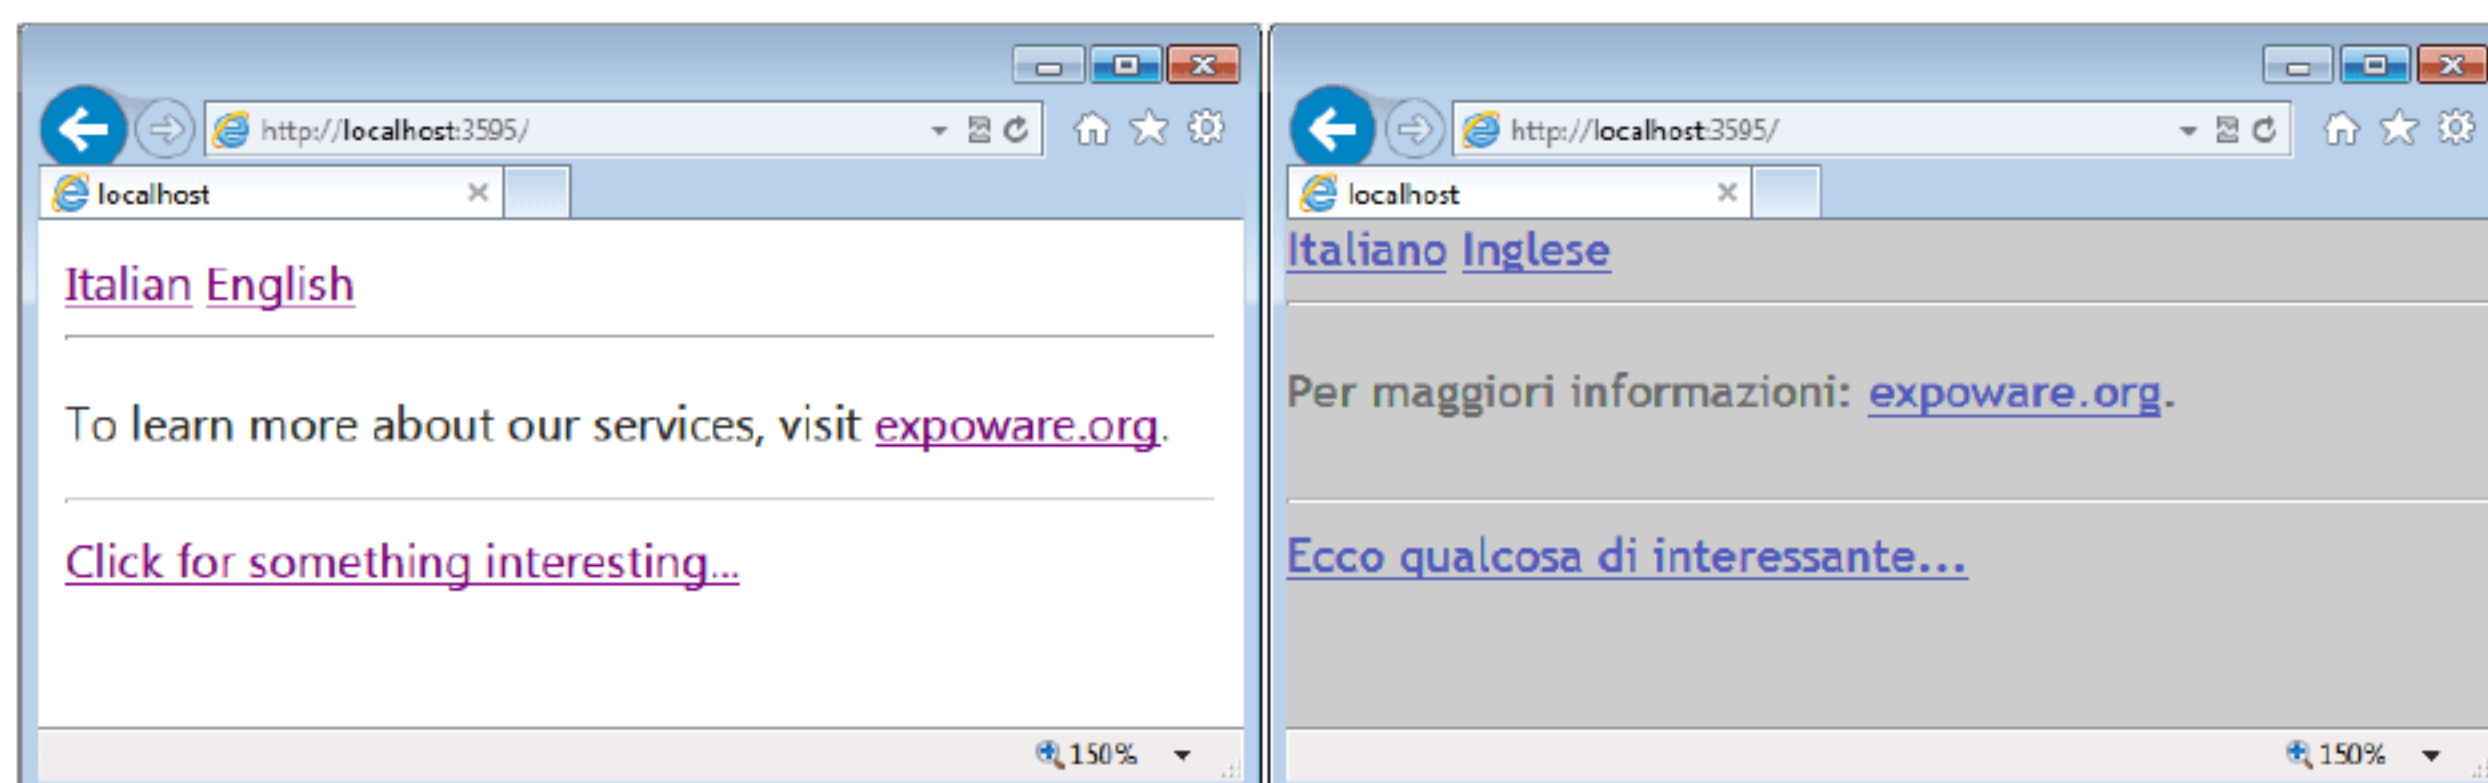 http://localhost:3595/
localhost
Italian English
To learn more about our services, visit expoware.org.
Click for something interesting...
150%
http://localhost:3595/
localhost
Italiano Inglese
Per maggiori informazioni: expoware.org.
Ecco qualcosa di interessante...
150%